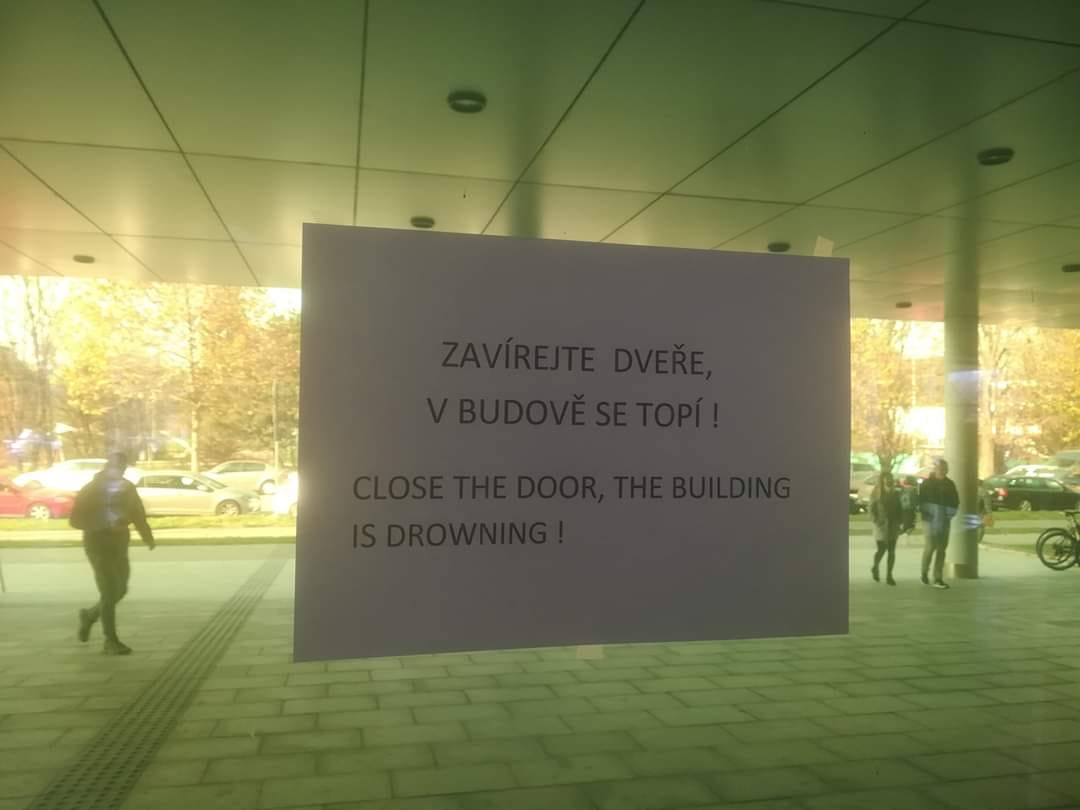 ZAVÍREJTE DVEŘE,
V BUDOVĚ SE TOPÍ !
CLOSE THE DOOR, THE BUILDING
IS DROWNING !